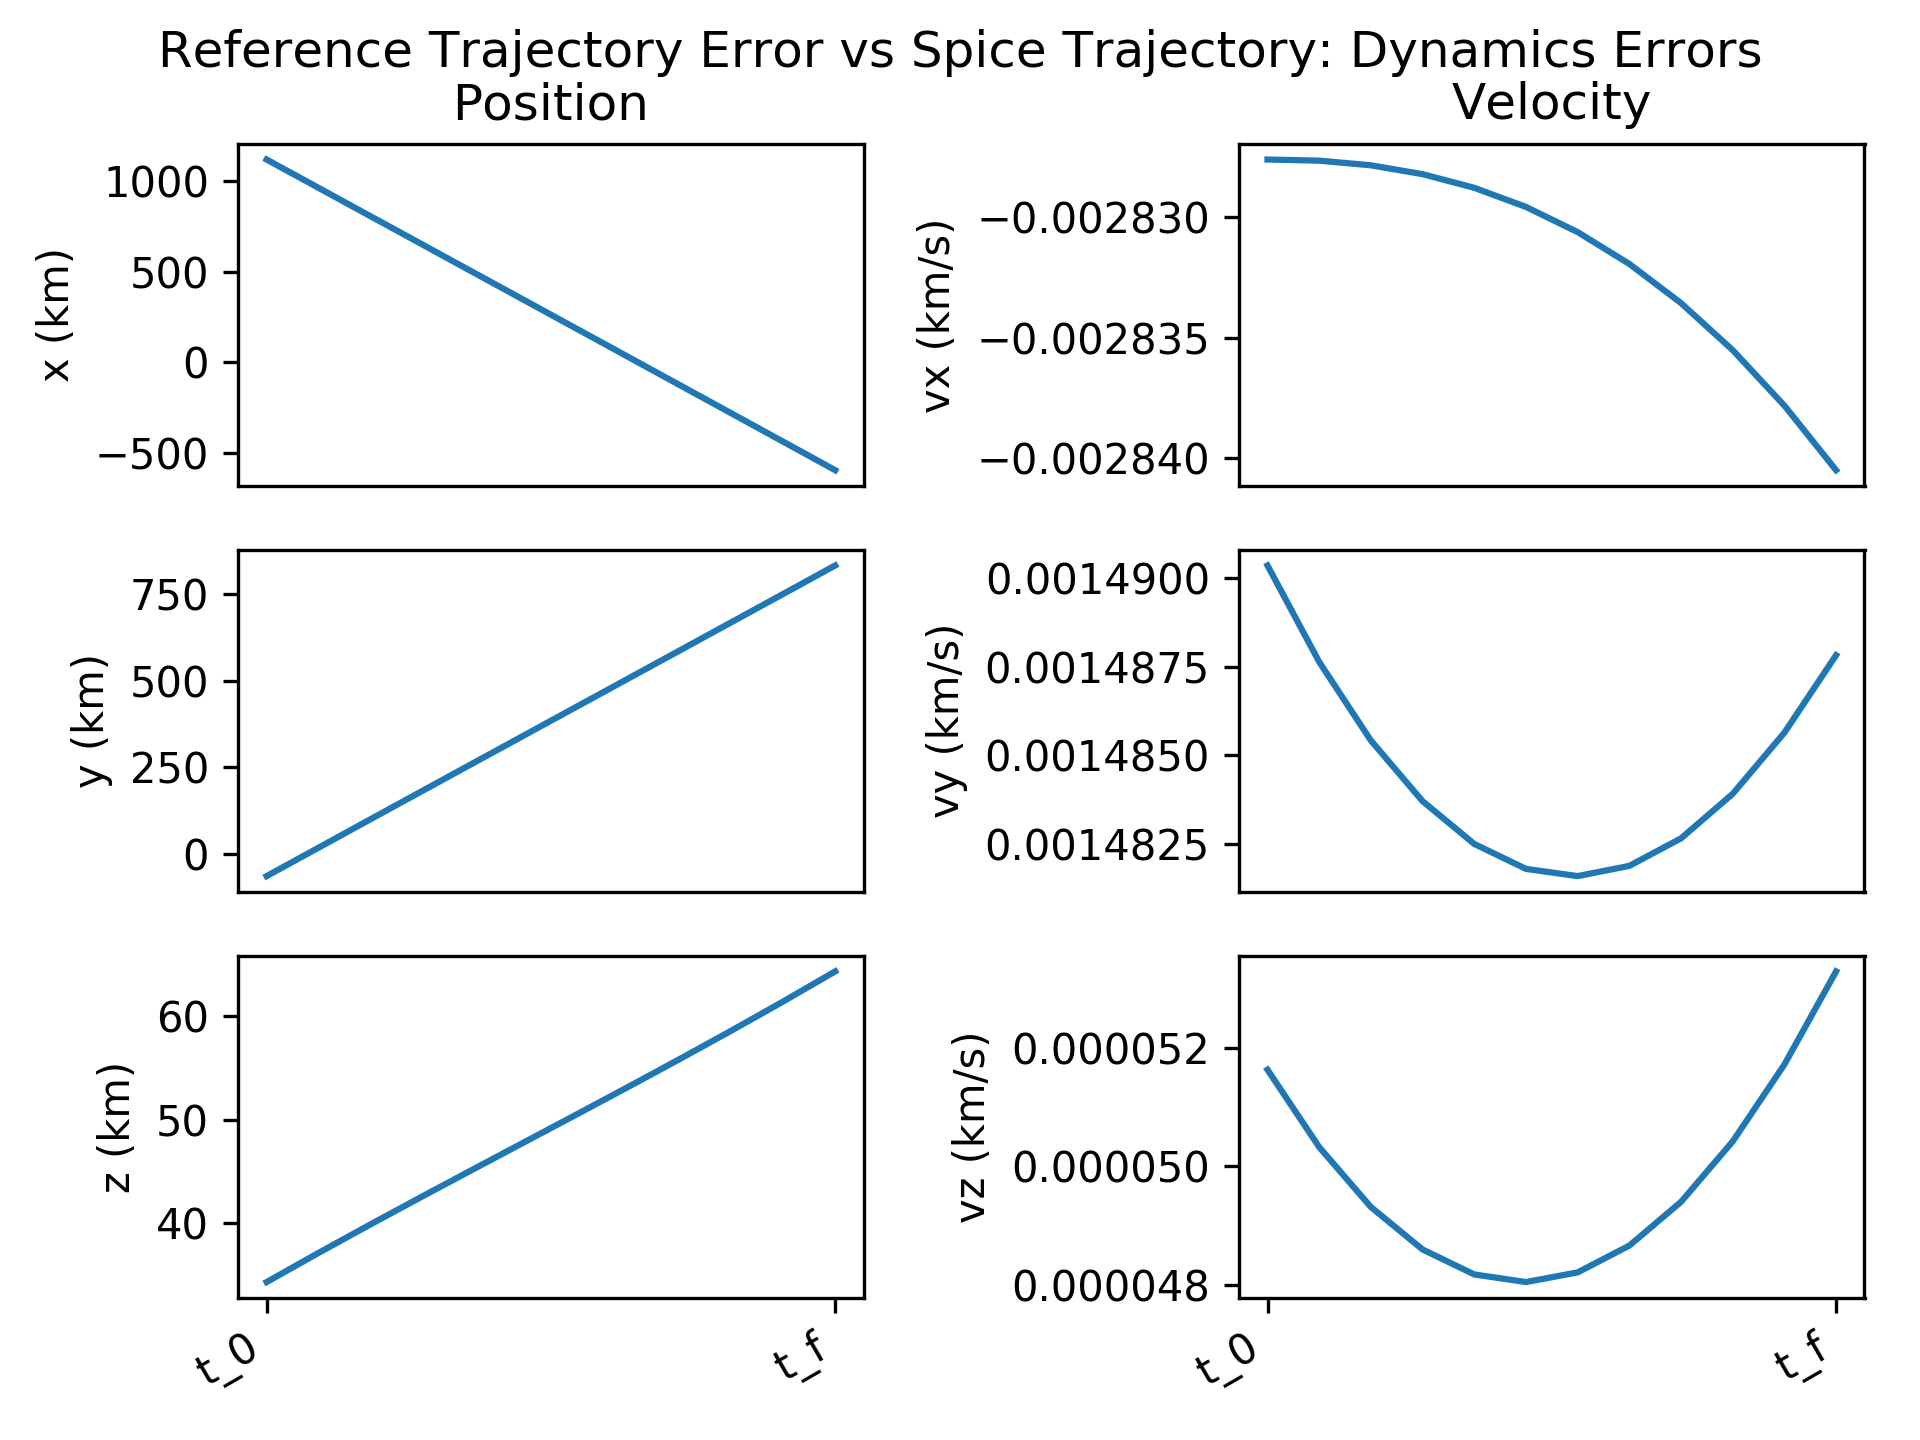 Reference Trajectory Error vs Spice Trajectory: Dynamics Errors
Position
Velocity
x (km)
1000
500
0
−500
vx (km/s)
−0.002830
−0.002835
−0.002840
y (km)
750
500
250
0
vy (km/s)
0.0014900
0.0014875
0.0014850
0.0014825
z (km)
60
50
40
vz (km/s)
0.000052
0.000050
0.000048
t_0
t_f
t_0
t_f